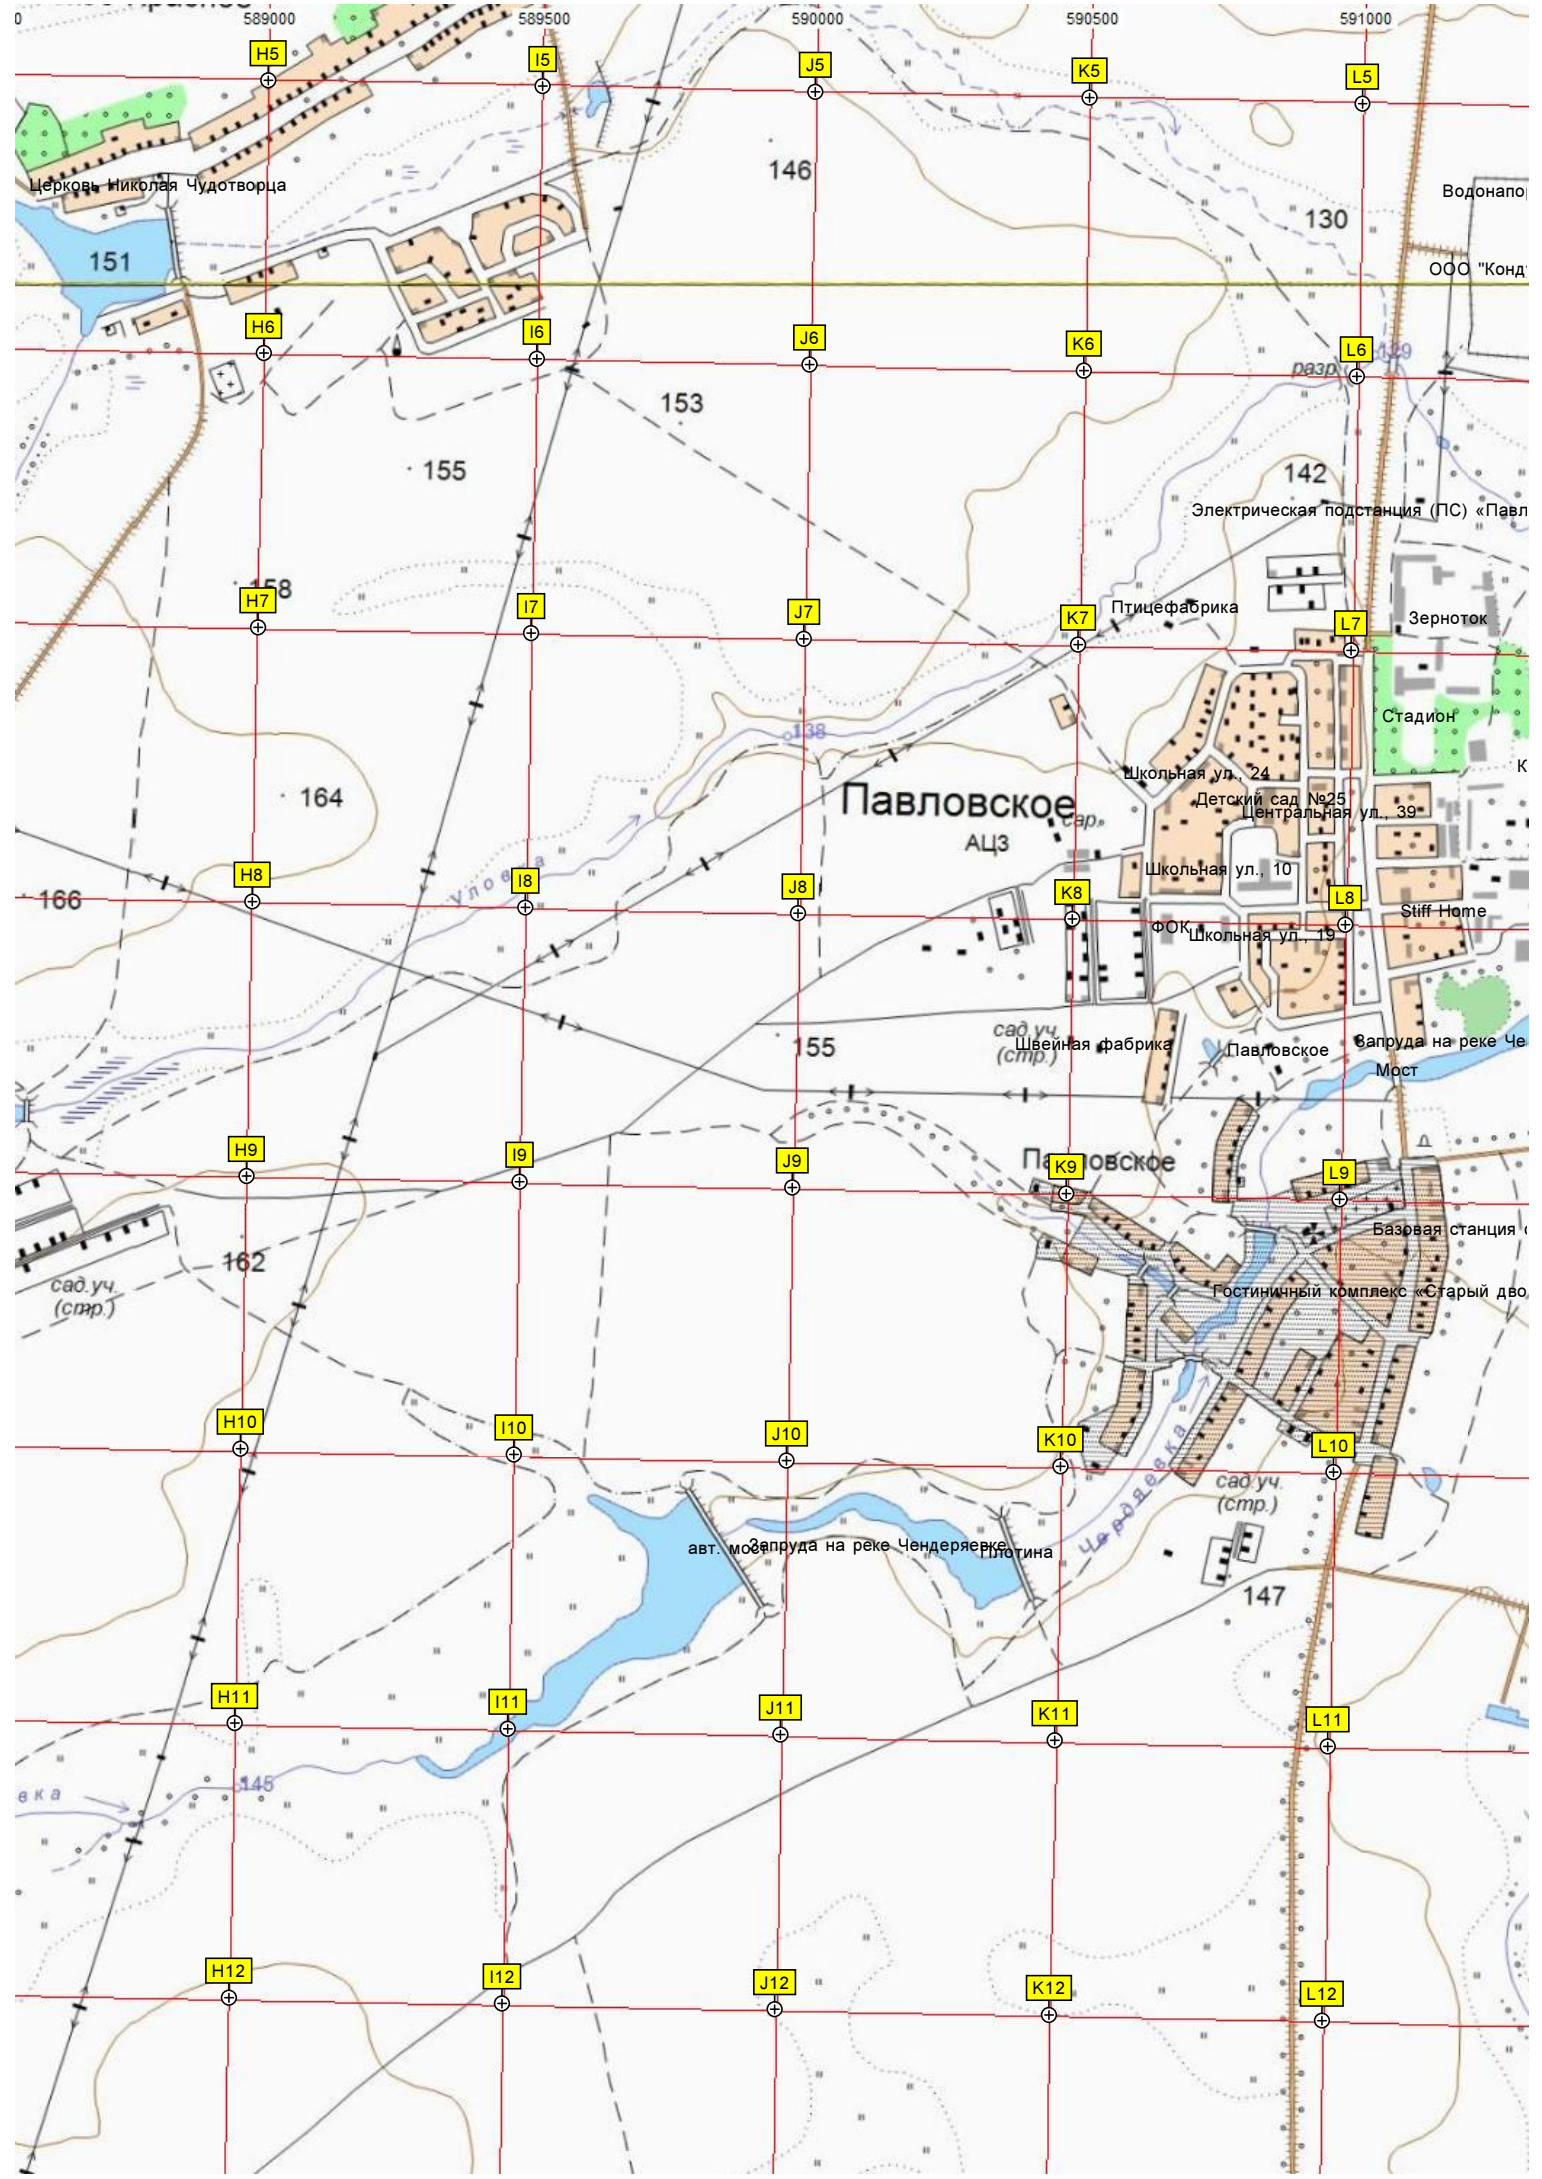 589000 589500 590000 590500 591000
H5 I5 J5 K5 L5
146
Церковь Николая Чудотворца
Водонапо
130
151
ООО "Конд
H6 I6 J6 K6 L6
129
разр.
153
155
142
Электрическая подстанция (ПС) «Павл
158
H7 I7 J7 K7 L7
Птицефабрика
Зерноток
Стадион
138
К
Школьная ул., 24
164
Павловское
Детский сад №25
Центральная ул., 39
сар.
АЦЗ
Школьная ул., 10
уловка
H8 I8 J8 K8 L8
166
Stiff Home
ФОК
Школьная ул., 19
сад.уч.
(стр.)
155
Швейная фабрика
Павловское
Запруда на реке Че
Мост
H9 I9 J9 K9 L9
Павловское
Базовая станция
162
сад.уч.
(стр.)
Гостиничный комплекс «Старый дво
H10 I10 J10 K10 L10
Чердяевка
сад.уч.
(стр.)
авт. мост
Запруда на реке Чендеряевке
Плотина
147
H11 I11 J11 K11 L11
145
евка
H12 I12 J12 K12 L12